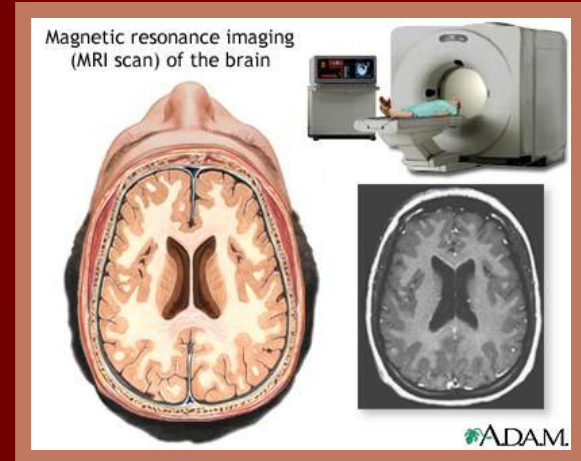 Magnetic resonance imaging
(MRI scan) of the brain
ADAM.